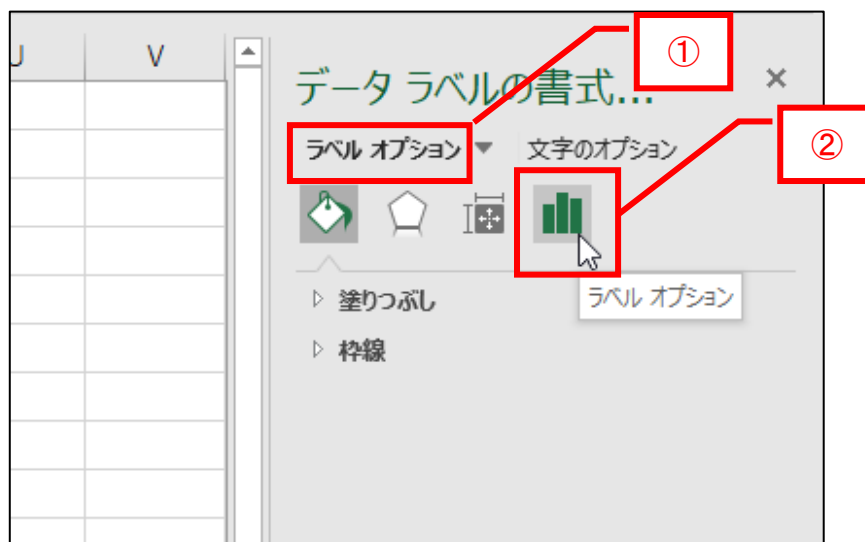 U V
データ ラベルの書式...
①
ラベル オプション 文字のオプション
②
ラベル オプション
塗りつぶし
枠線